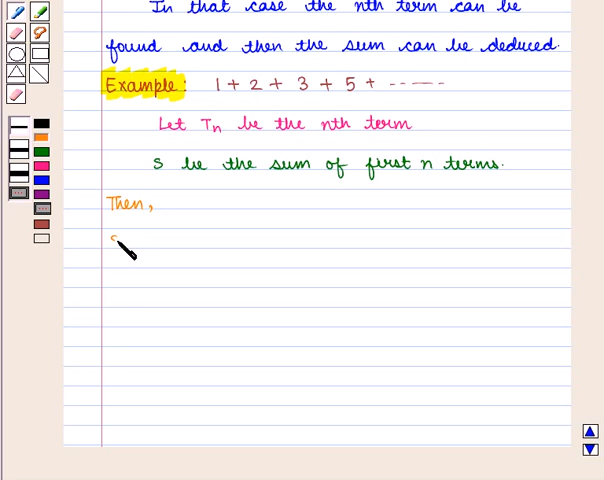 In that case the nth term can be
found and then the sum can be deduced.
Example: 1 + 2 + 3 + 5 + -----
Let Tn be the nth term
S be the sum of first n terms.
Then,